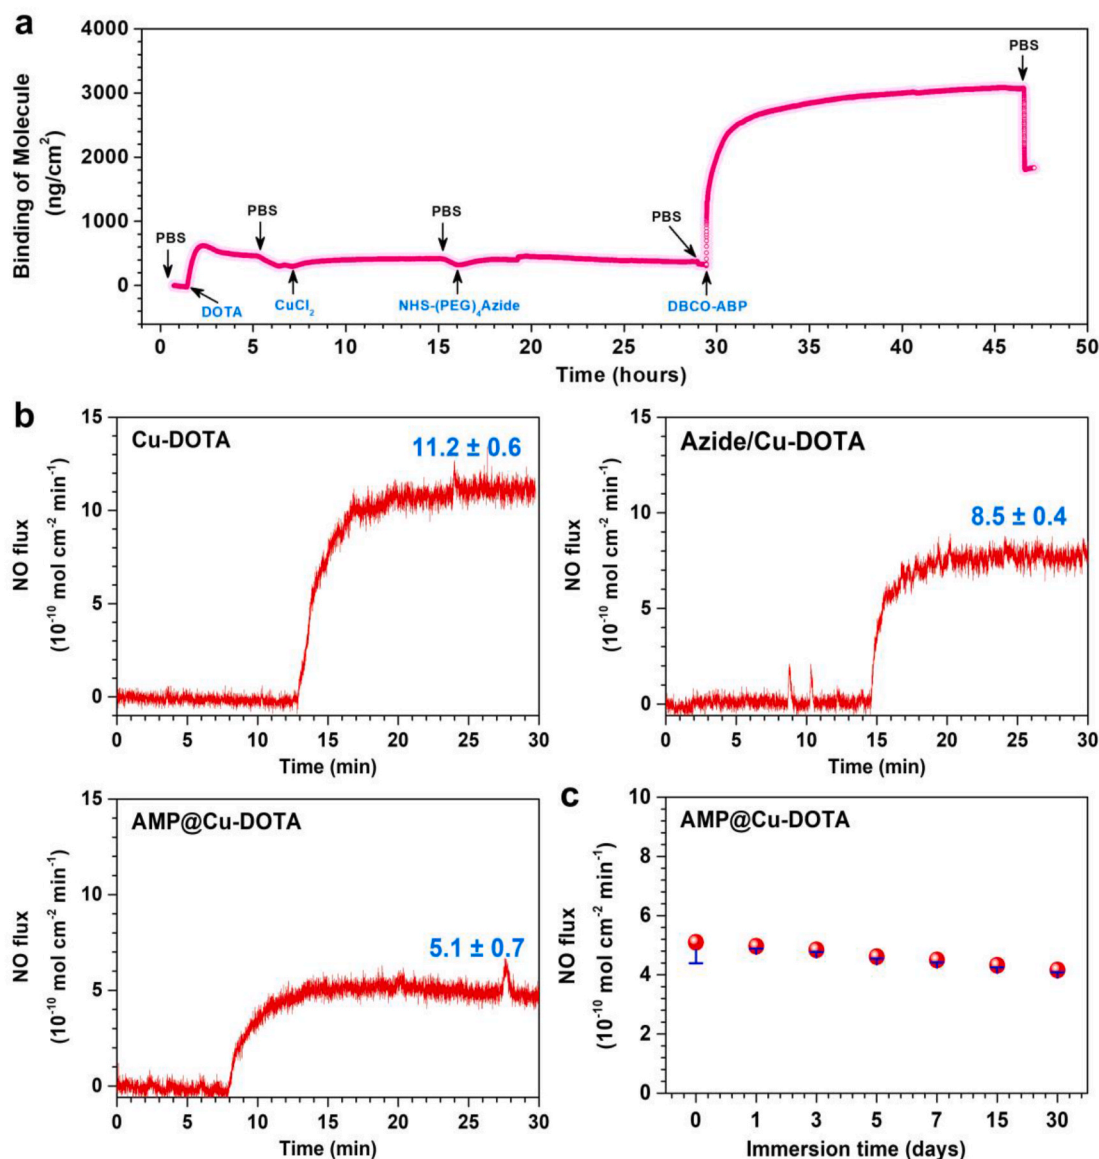 a
4000
3000
2000
1000
0
Binding of Molecule
(ng/cm²)
PBS
DOTA
PBS
CuCl₂
PBS
NHS-(PEG)₄Azide
PBS
DBCO-ABP
PBS
0 5 10 15 20 25 30 35 40 45 50
Time (hours)
b
Cu-DOTA
11.2 ± 0.6
15
10
5
0
NO flux
(10⁻¹⁰ mol cm⁻² min⁻¹)
0 5 10 15 20 25 30
Time (min)
Azide/Cu-DOTA
8.5 ± 0.4
15
10
5
0
NO flux
(10⁻¹⁰ mol cm⁻² min⁻¹)
0 5 10 15 20 25 30
Time (min)
AMP@Cu-DOTA
5.1 ± 0.7
15
10
5
0
NO flux
(10⁻¹⁰ mol cm⁻² min⁻¹)
0 5 10 15 20 25 30
Time (min)
c
AMP@Cu-DOTA
10
8
6
4
2
0
NO flux
(10⁻¹⁰ mol cm⁻² min⁻¹)
0 1 3 5 7 15 30
Immersion time (days)